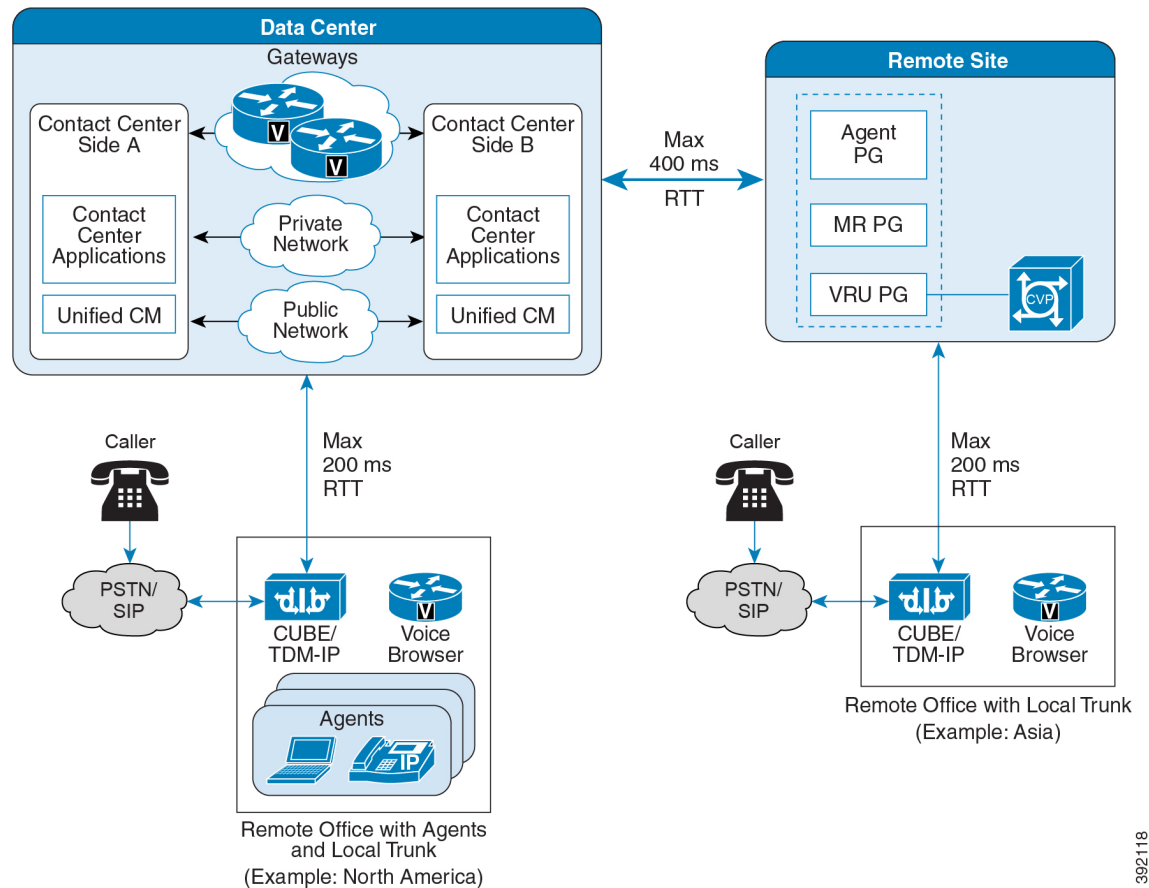 Data Center
Gateways
Contact Center
Side A
V
V
Contact Center
Side B
Contact
Center
Applications
Private
Network
Contact
Center
Applications
Unified CM
Public
Network
Unified CM
Max
400 ms
RTT
Remote Site
Agent
PG
MR PG
VRU PG
CVP
Caller
Max
200 ms
RTT
PSTN/
SIP
CUBE/
TDM-IP
V
Voice
Browser
Agents
IP
Remote Office with Agents
and Local Trunk
(Example: North America)
Caller
Max
200 ms
RTT
PSTN/
SIP
CUBE/
TDM-IP
V
Voice
Browser
Remote Office with Local Trunk
(Example: Asia)
392118